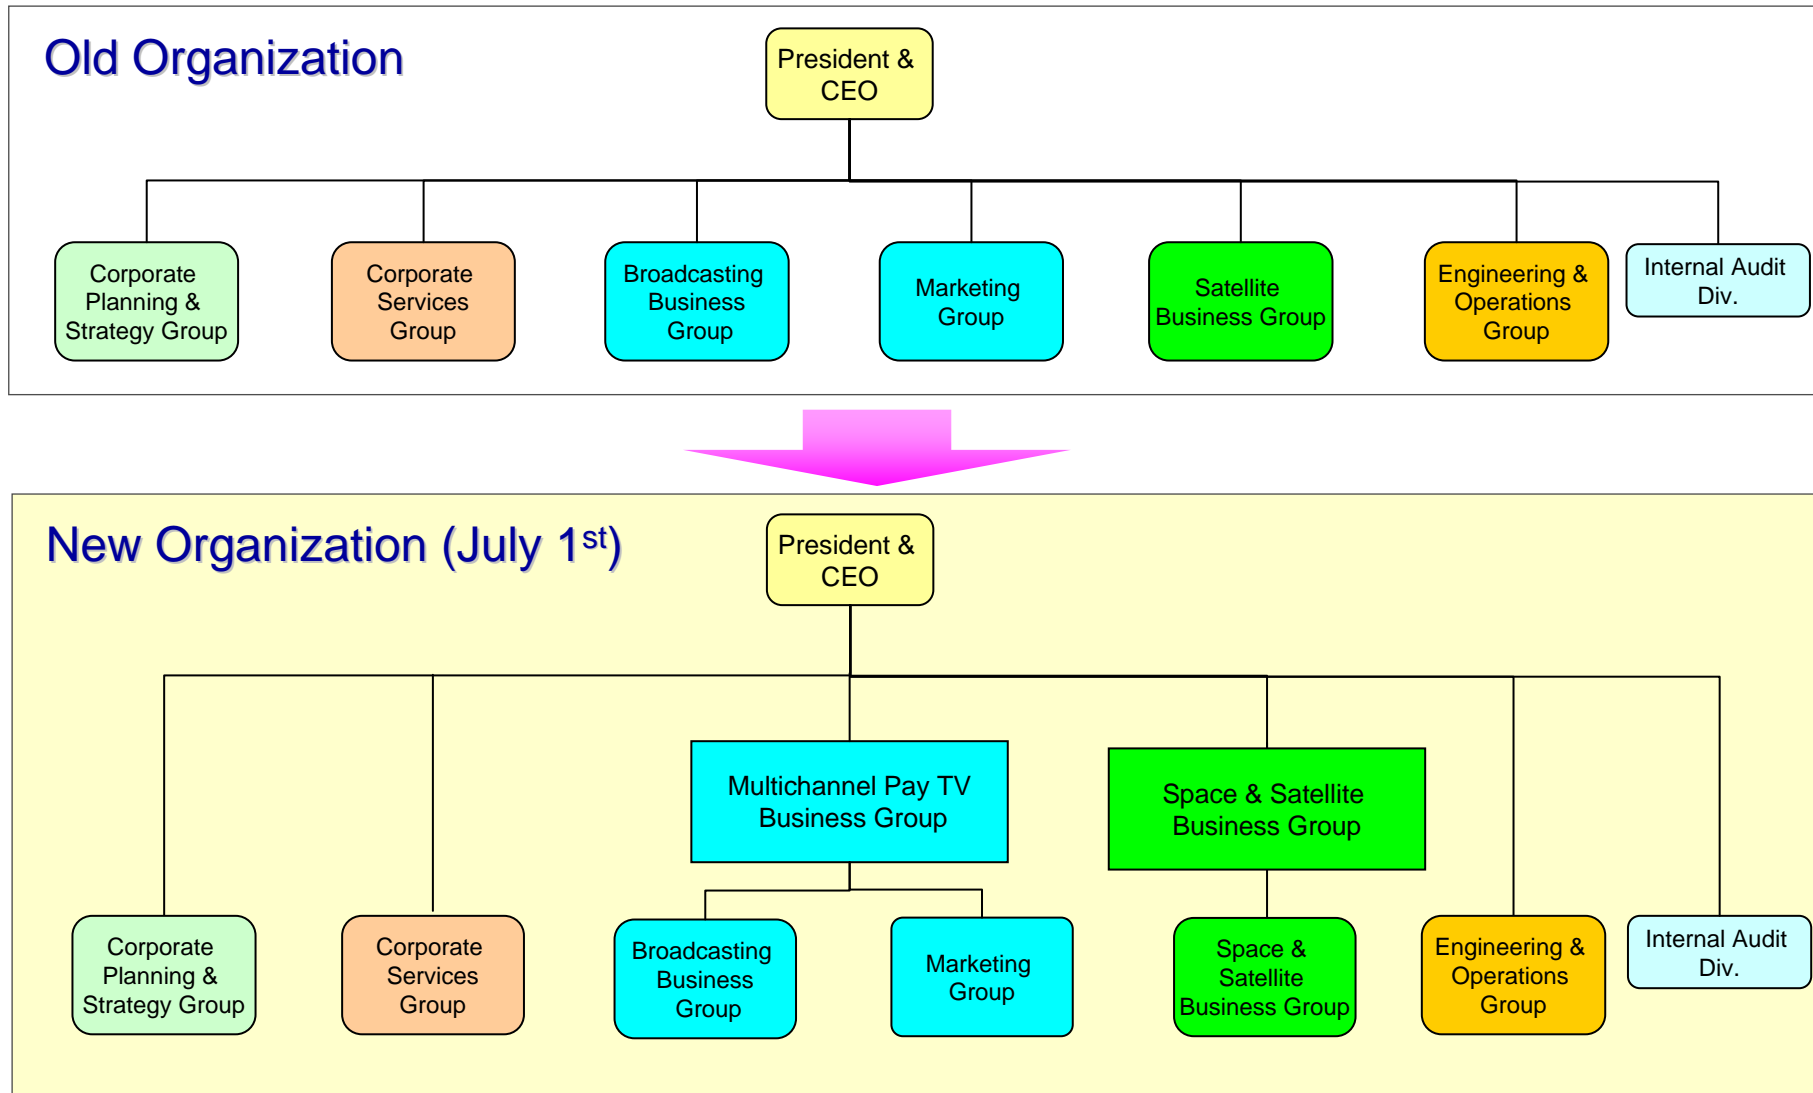 Old Organization
President &
CEO
Corporate
Planning &
Strategy Group
Corporate
Services
Group
Broadcasting
Business
Group
Marketing
Group
Satellite
Business Group
Engineering &
Operations
Group
Internal Audit
Div.
New Organization (July 1st)
President &
CEO
Multichannel Pay TV
Business Group
Space & Satellite
Business Group
Corporate
Planning &
Strategy Group
Corporate
Services
Group
Broadcasting
Business
Group
Marketing
Group
Space &
Satellite
Business Group
Engineering &
Operations
Group
Internal Audit
Div.